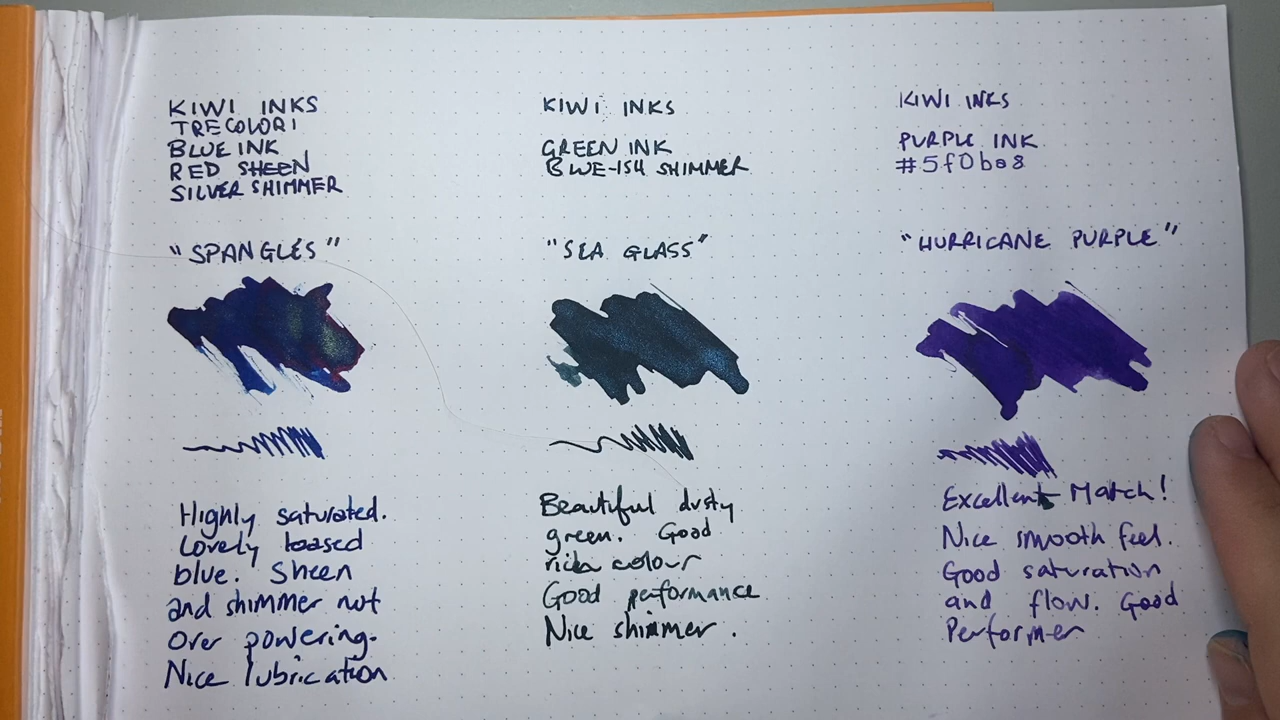 KIWI INKS
TRECOLORI
BLUE INK
RED SHEEN
SILVER SHIMMER
"SPANGLES"
Highly saturated.
Lovely based
blue. Sheen
and shimmer not
over powering.
Nice lubrication
KIWI INKS
GREEN INK
BLUE-ISH SHIMMER
"SEA GLASS"
Beautiful dusty
green. Good
rich colour
Good performance
Nice shimmer.
KIWI INKS
PURPLE INK
#5f0be8
"HURRICANE PURPLE"
Excellent Match!
Nice smooth feel.
Good saturation
and flow. Good
Performer